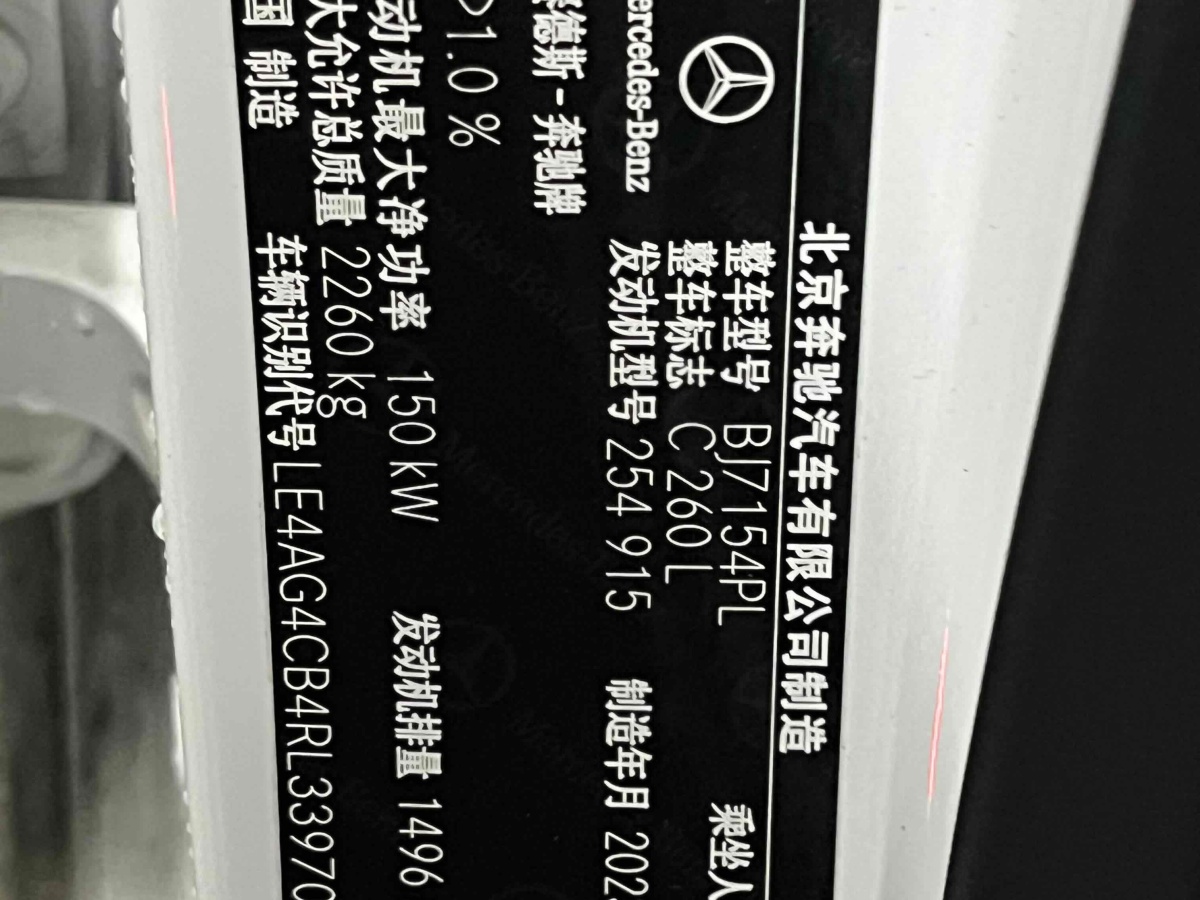 北京奔驰汽车有限公司制造
Mercedes-Benz
德斯-奔驰牌
整车型号 BJ7154PL
乘坐人
整车标志 C 260 L
发动机型号 254 915
制造年月 202
>1.0 %
动机最大净功率 150 kW
发动机排量 1496
大允许总质量 2260 kg
国 制造
车辆识别代号 LE4AG4CB4RL33970